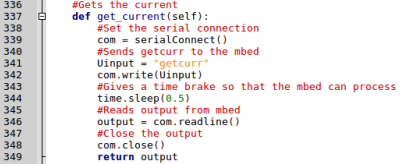 336 #Gets the current
337 def get_current(self):
338 #Set the serial connection
339 com = serialConnect()
340 #Sends getcurr to the mbed
341 Uinput = "getcurr"
342 com.write(Uinput)
343 #Gives a time brake so that the mbed can process
344 time.sleep(0.5)
345 #Reads output from mbed
346 output = com.readline()
347 #Close the output
348 com.close()
349 return output